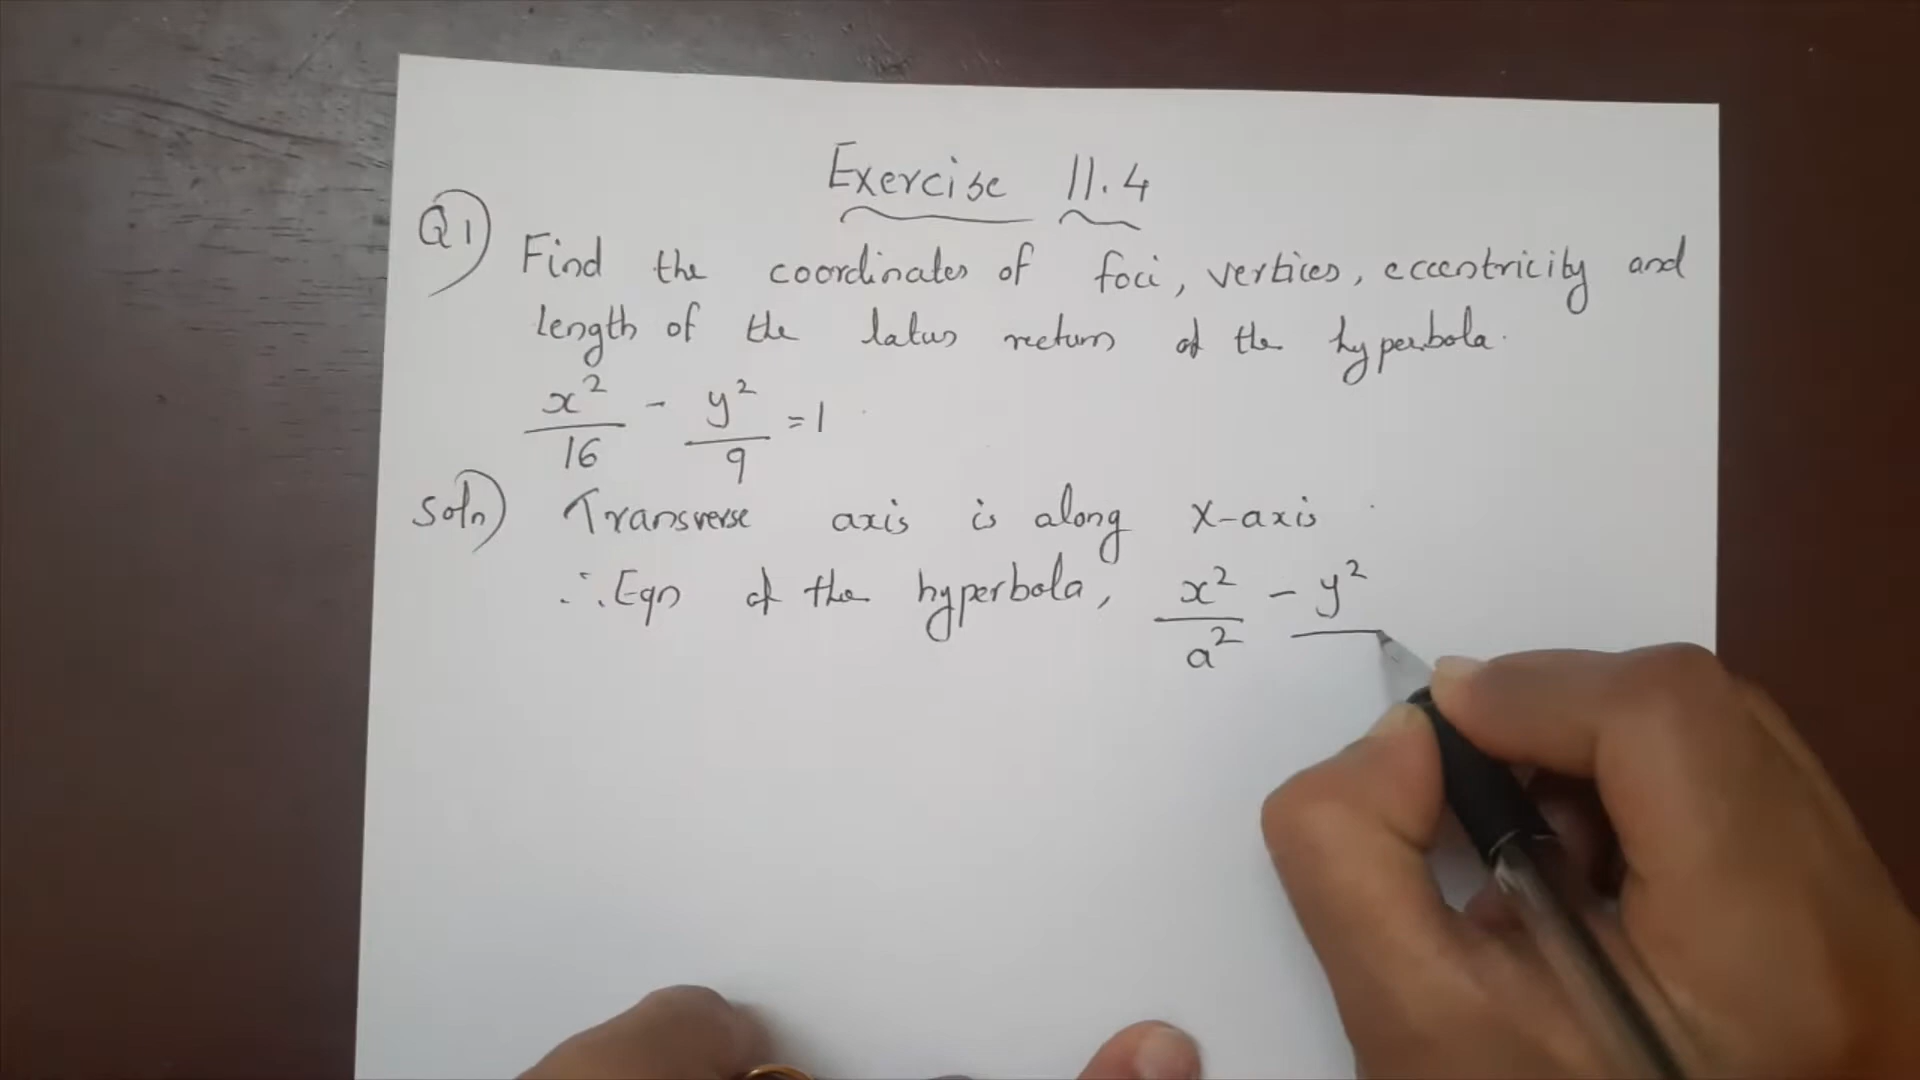 Exercise 11.4
Q1) Find the coordinates of foci, vertices, eccentricity and
length of the latus rectum of the hyperbola.
x²/16 - y²/9 = 1
Soln) Transverse axis is along X-axis.
∴ Eqn of the hyperbola, x²/a² - y²